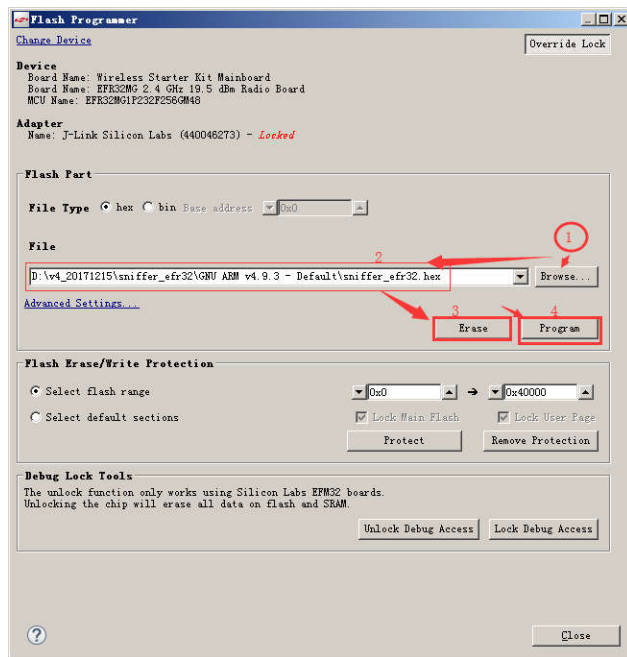 Flash Programmer
Change Device
Override Lock
Device
Board Name: Wireless Starter Kit Mainboard
Board Name: EFR32MG 2.4 GHz 19.5 dBm Radio Board
MCU Name: EFR32MG1P232F256GM48
Adapter
Name: J-Link Silicon Labs (440046273) - Locked
Flash Part
File Type hex bin Base address 0x0
1
File
2
D:\v4_20171215\sniffer_efr32\GNU ARM v4.9.3 - Default\sniffer_efr32.hex Browse...
Advanced Settings...
3 4
Erase Program
Flash Erase/Write Protection
Select flash range 0x0 → 0x40000
Select default sections Lock Main Flash Lock User Page
Protect Remove Protection
Debug Lock Tools
The unlock function only works using Silicon Labs EFM32 boards.
Unlocking the chip will erase all data on flash and SRAM.
Unlock Debug Access Lock Debug Access
? Close